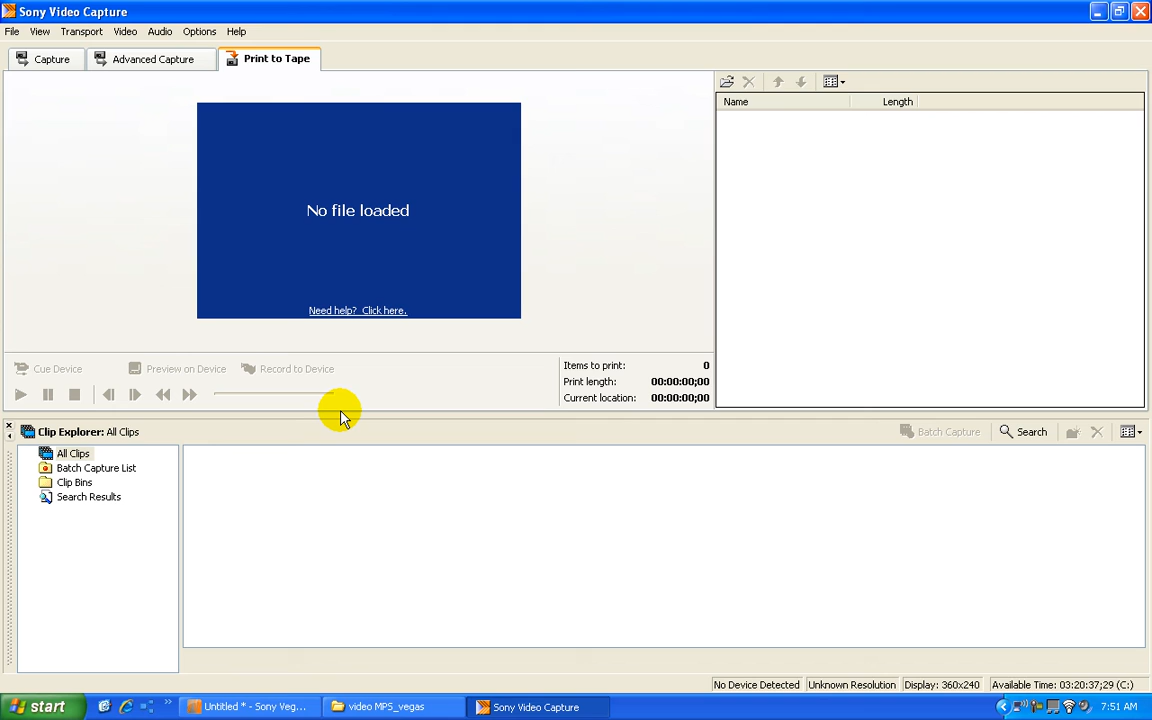 Sony Video Capture
File View Transport Video Audio Options Help
Capture Advanced Capture Print to Tape
Name Length
No file loaded
Need help? Click here.
Cue Device Preview on Device Record to Device
Items to print: 0
Print length: 00:00:00;00
Current location: 00:00:00;00
Clip Explorer: All Clips Batch Capture Search
All Clips
Batch Capture List
Clip Bins
Search Results
No Device Detected Unknown Resolution Display: 360x240 Available Time: 03:20:37;29 (C:)
start Untitled * - Sony Veg... video MPS_vegas Sony Video Capture 7:51 AM